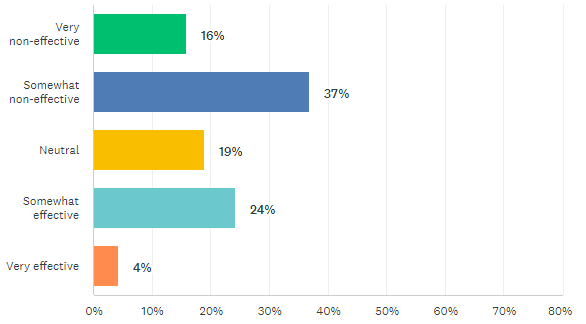 Very
non-effective
16%
Somewhat
non-effective
37%
Neutral
19%
Somewhat
effective
24%
Very effective
4%
0% 10% 20% 30% 40% 50% 60% 70% 80%